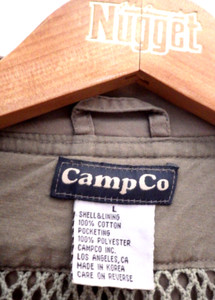 Nugget
CampCo
L
SHELL&LINING
100% COTTON
POCKETING
100% POLYESTER
CAMPCO INC.
LOS ANGELES, CA
MADE IN KOREA
CARE ON REVERSE